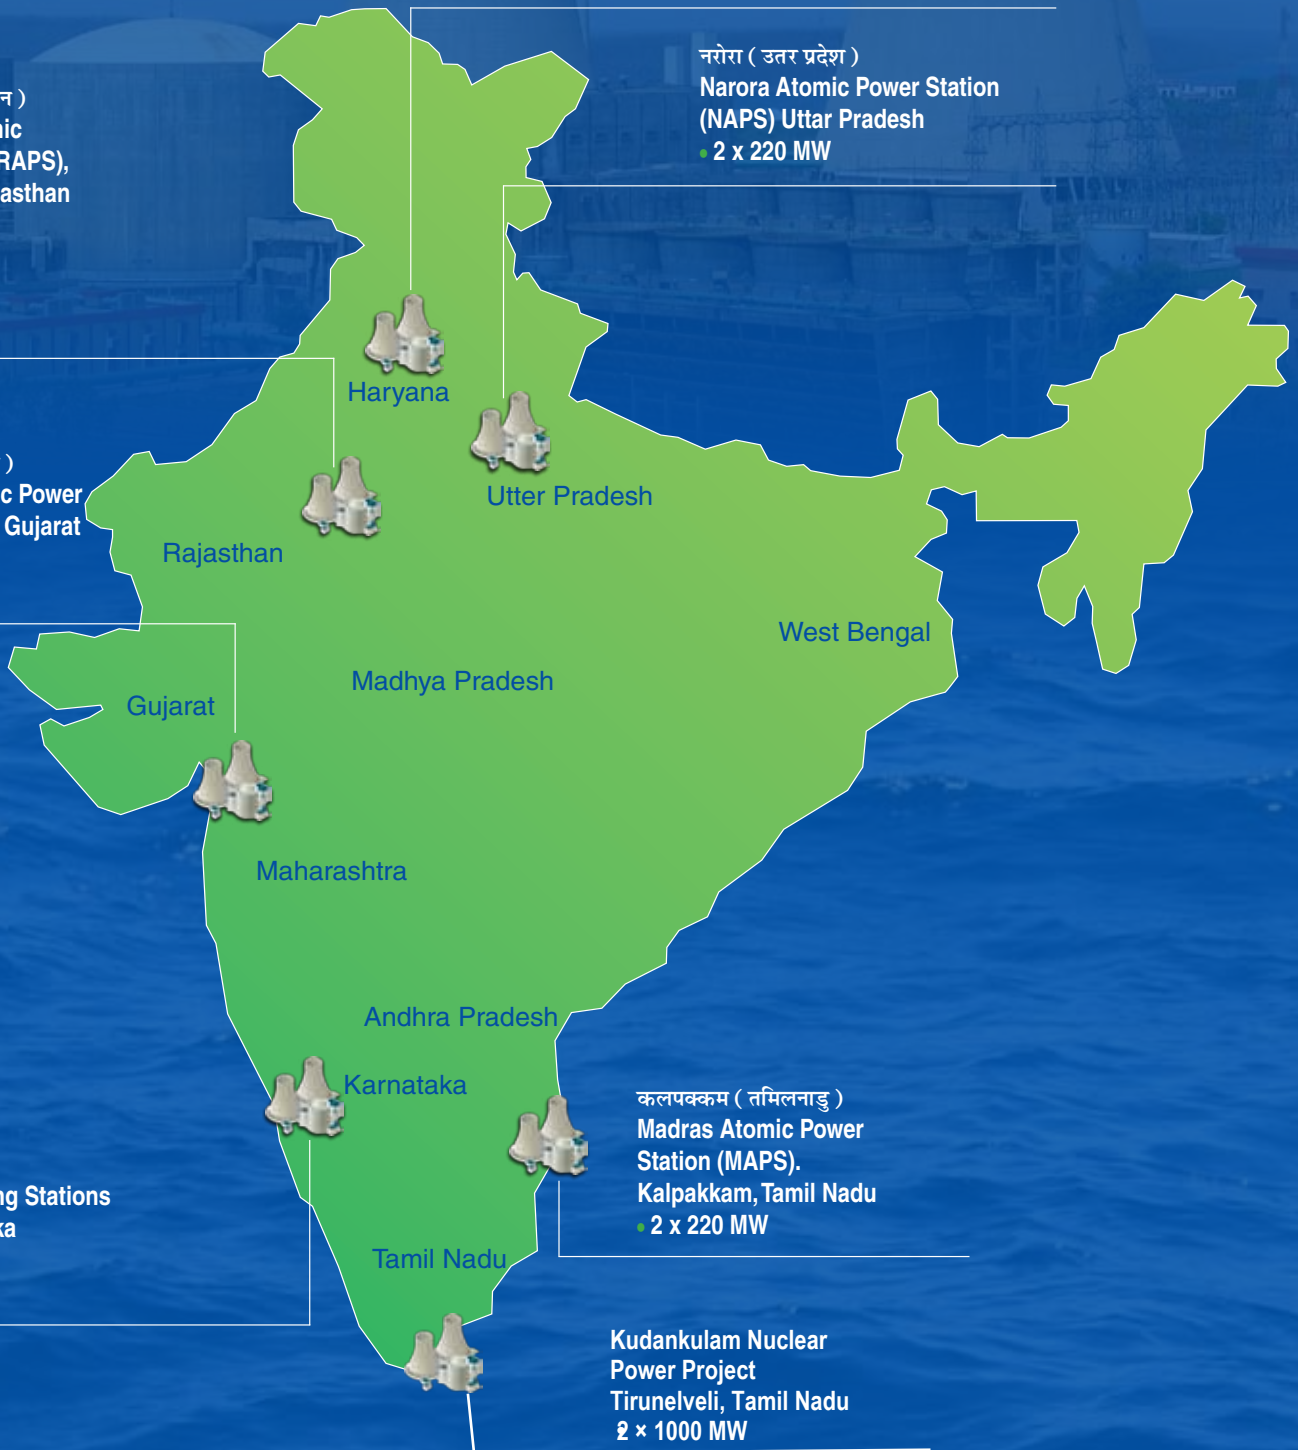 नरोरा ( उतर प्रदेश )
Narora Atomic Power Station
(NAPS) Uttar Pradesh
• 2 x 220 MW
न )
RAPS),
asthan
Haryana
Utter Pradesh
)
c Power
Gujarat
Rajasthan
West Bengal
Madhya Pradesh
Gujarat
Maharashtra
Andhra Pradesh
Karnataka
कलपक्कम ( तमिलनाडु )
Madras Atomic Power
Station (MAPS).
Kalpakkam, Tamil Nadu
• 2 x 220 MW
ng Stations
ka
Tamil Nadu
Kudankulam Nuclear
Power Project
Tirunelveli, Tamil Nadu
2 × 1000 MW